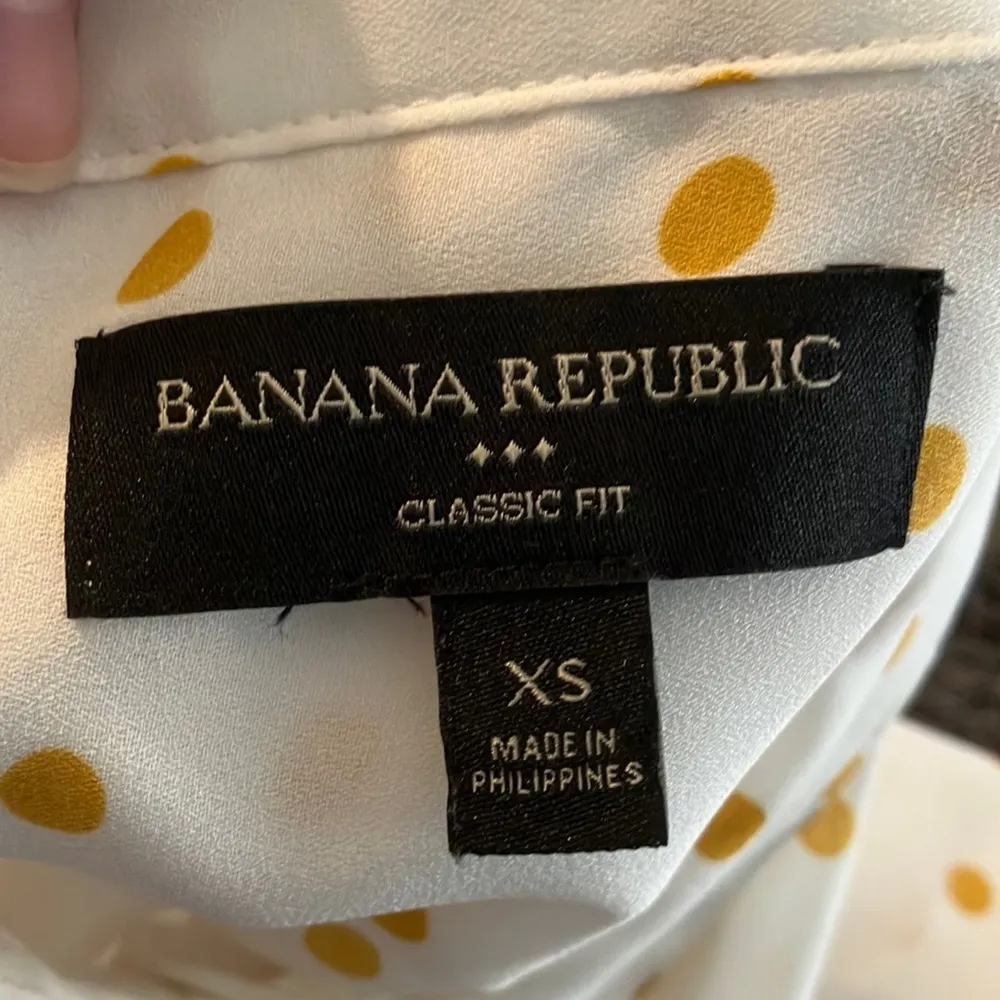 BANANA REPUBLIC
CLASSIC FIT
XS
MADE IN
PHILIPPINES